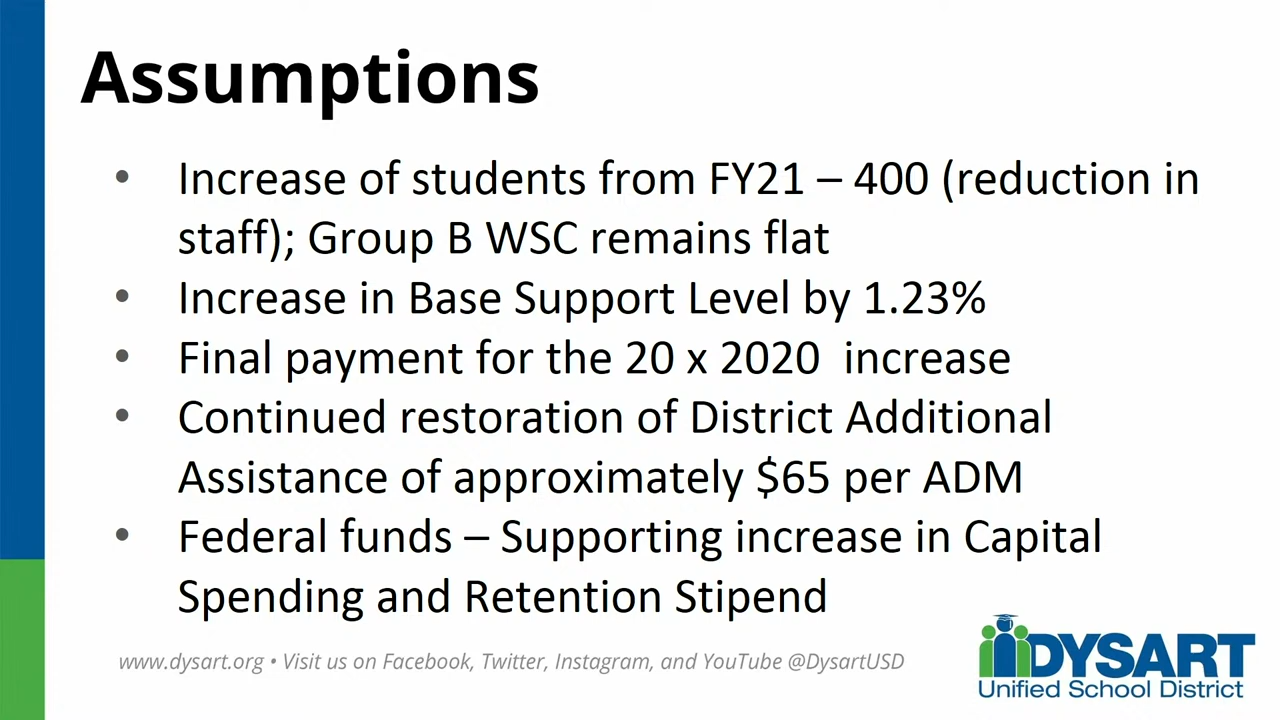 Assumptions
• Increase of students from FY21 – 400 (reduction in
staff); Group B WSC remains flat
• Increase in Base Support Level by 1.23%
• Final payment for the 20 x 2020  increase
• Continued restoration of District Additional
Assistance of approximately $65 per ADM
• Federal funds – Supporting increase in Capital
Spending and Retention Stipend
www.dysart.org • Visit us on Facebook, Twitter, Instagram, and YouTube @DysartUSD
DYSART
Unified School District